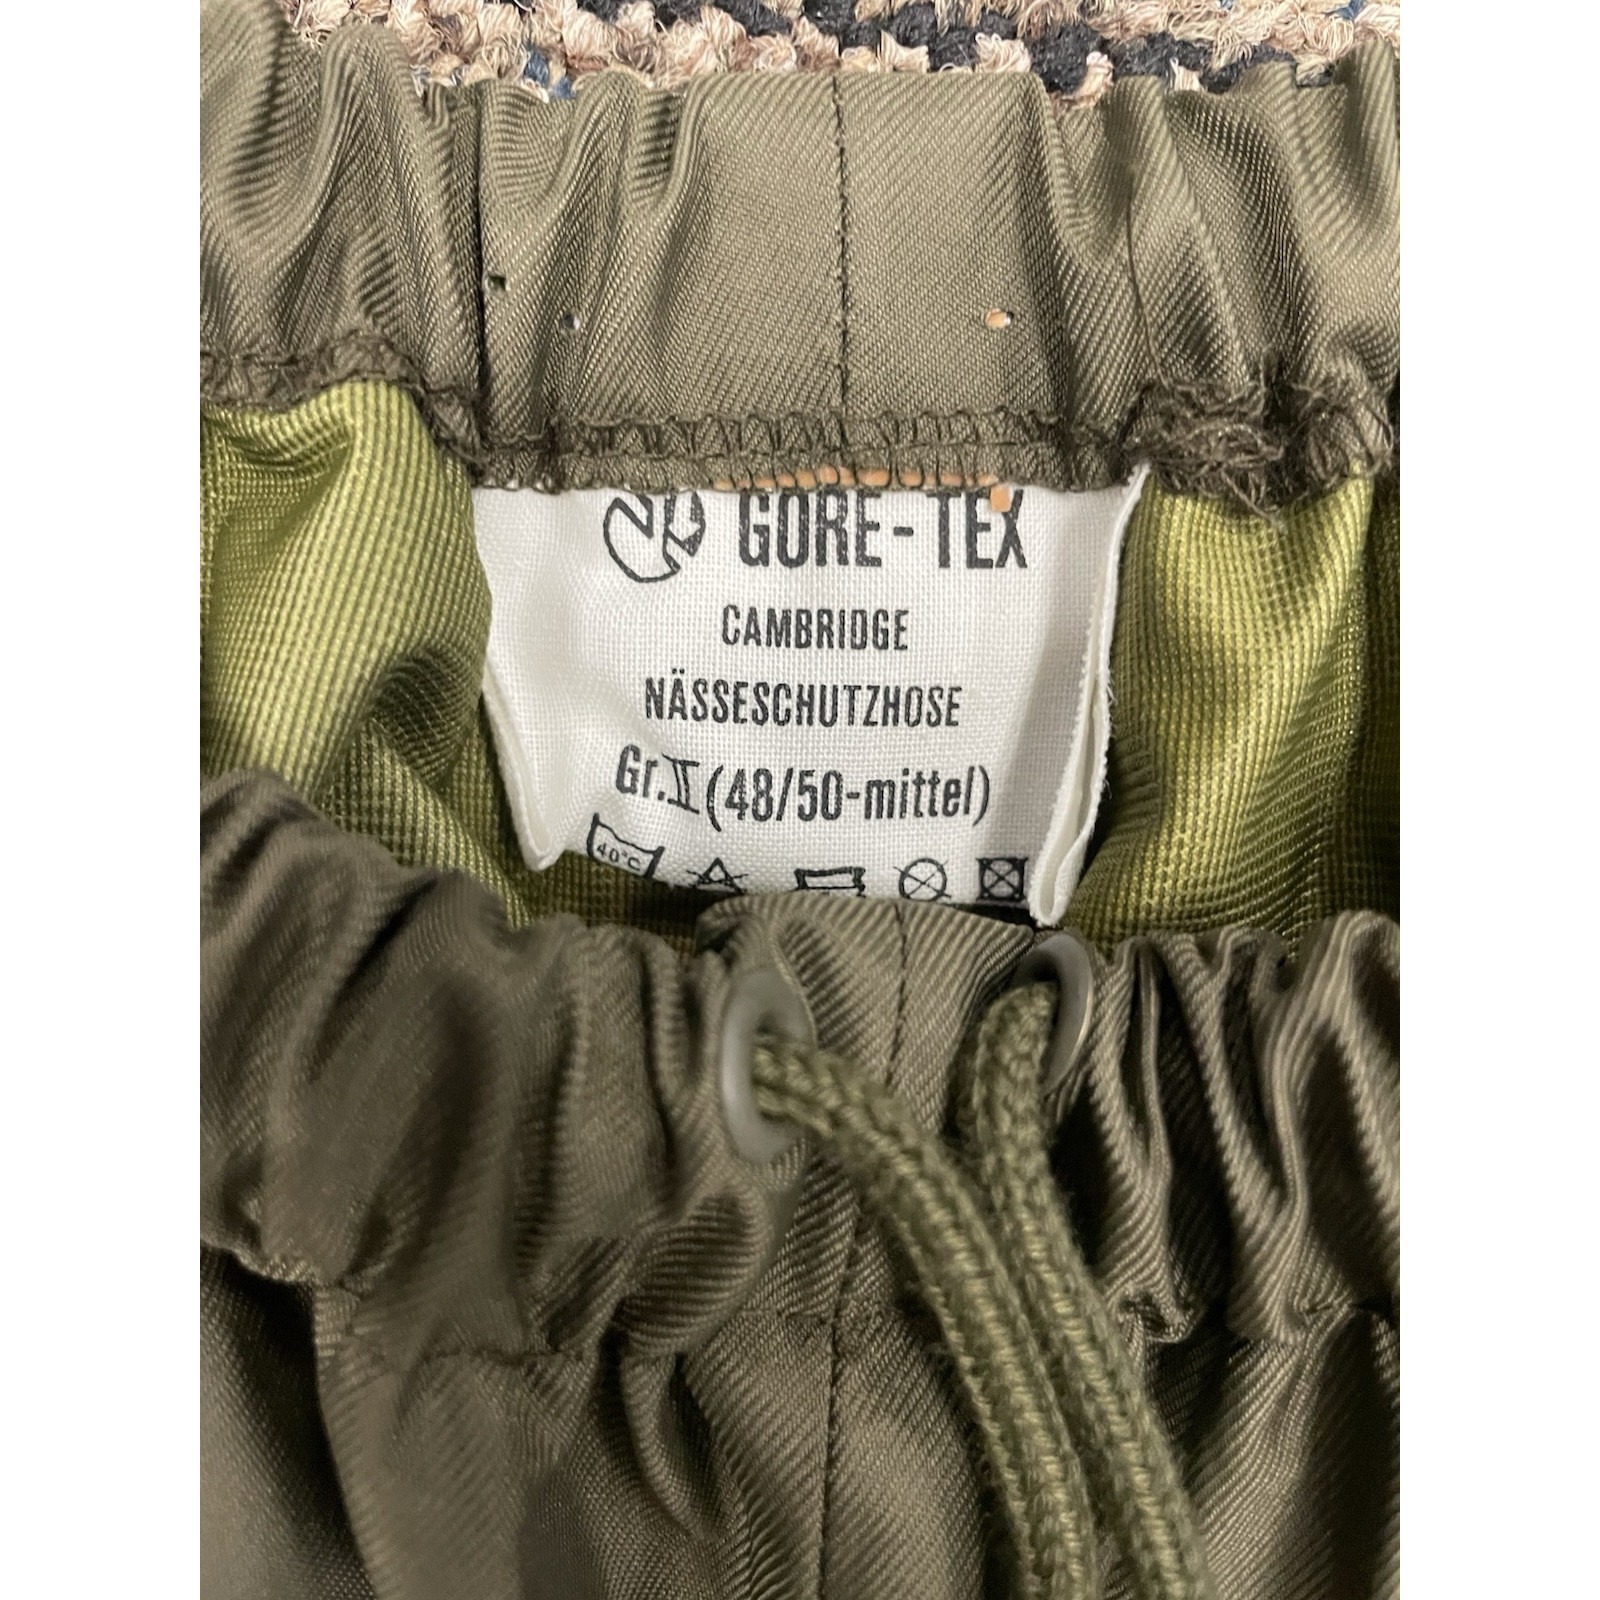 GORE-TEX
CAMBRIDGE
NÄSSESCHUTZHOSE
Gr.II (48/50-mittel)
40°C